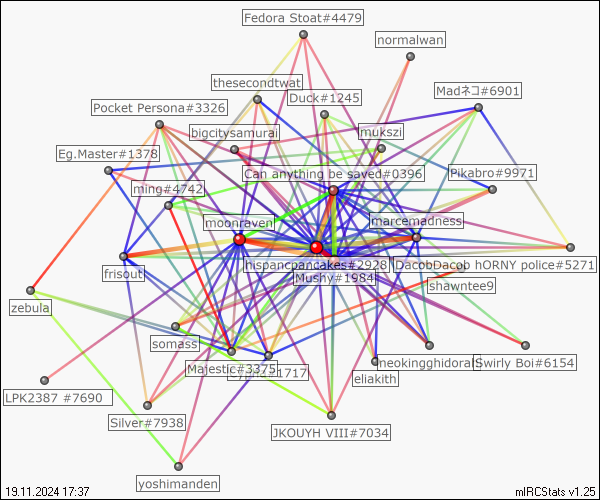 Fedora Stoat#4479
normalwan
thesecondtwat
Duck#1245
Madネコ#6901
Pocket Persona#3326
bigcitysamurai
mukszi
Eg.Master#1378
Can anything be saved#0396
Pikabro#9971
ming#4742
moonraven
marcemadness
frisout
hispancpancakes#2928
DacobDacob hORNY police#5271
Mushy#1984
shawntee9
zebula
somass
Majestic#3375
#1717
neokingghidorah
Swirly Boi#6154
eliakith
LPK2387 #7690
Silver#7938
JKOUYH VIII#7034
yoshimanden
19.11.2024 17:37
mIRCStats v1.25